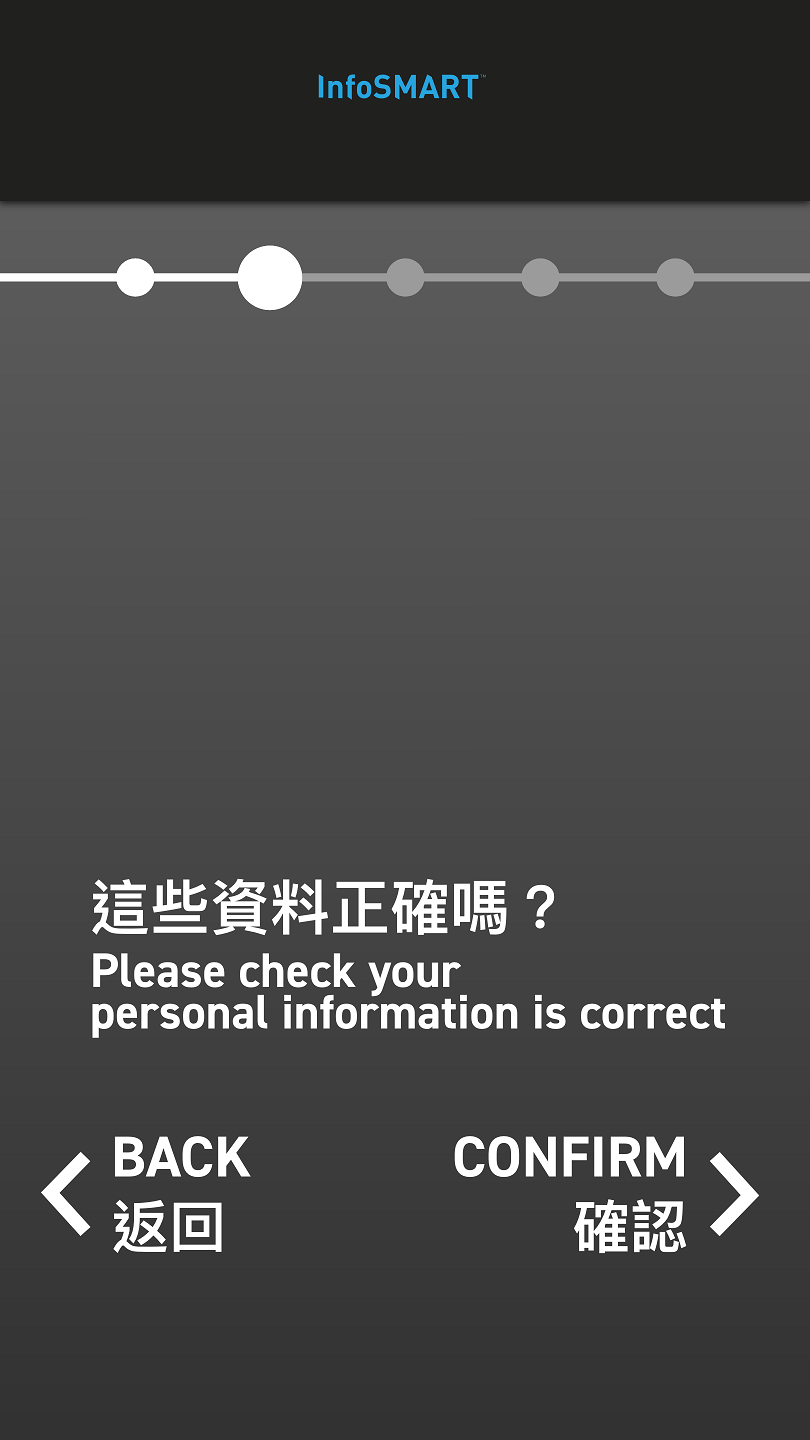 InfoSMART™
這些資料正確嗎？
Please check your
personal information is correct
BACK
返回
CONFIRM
確認